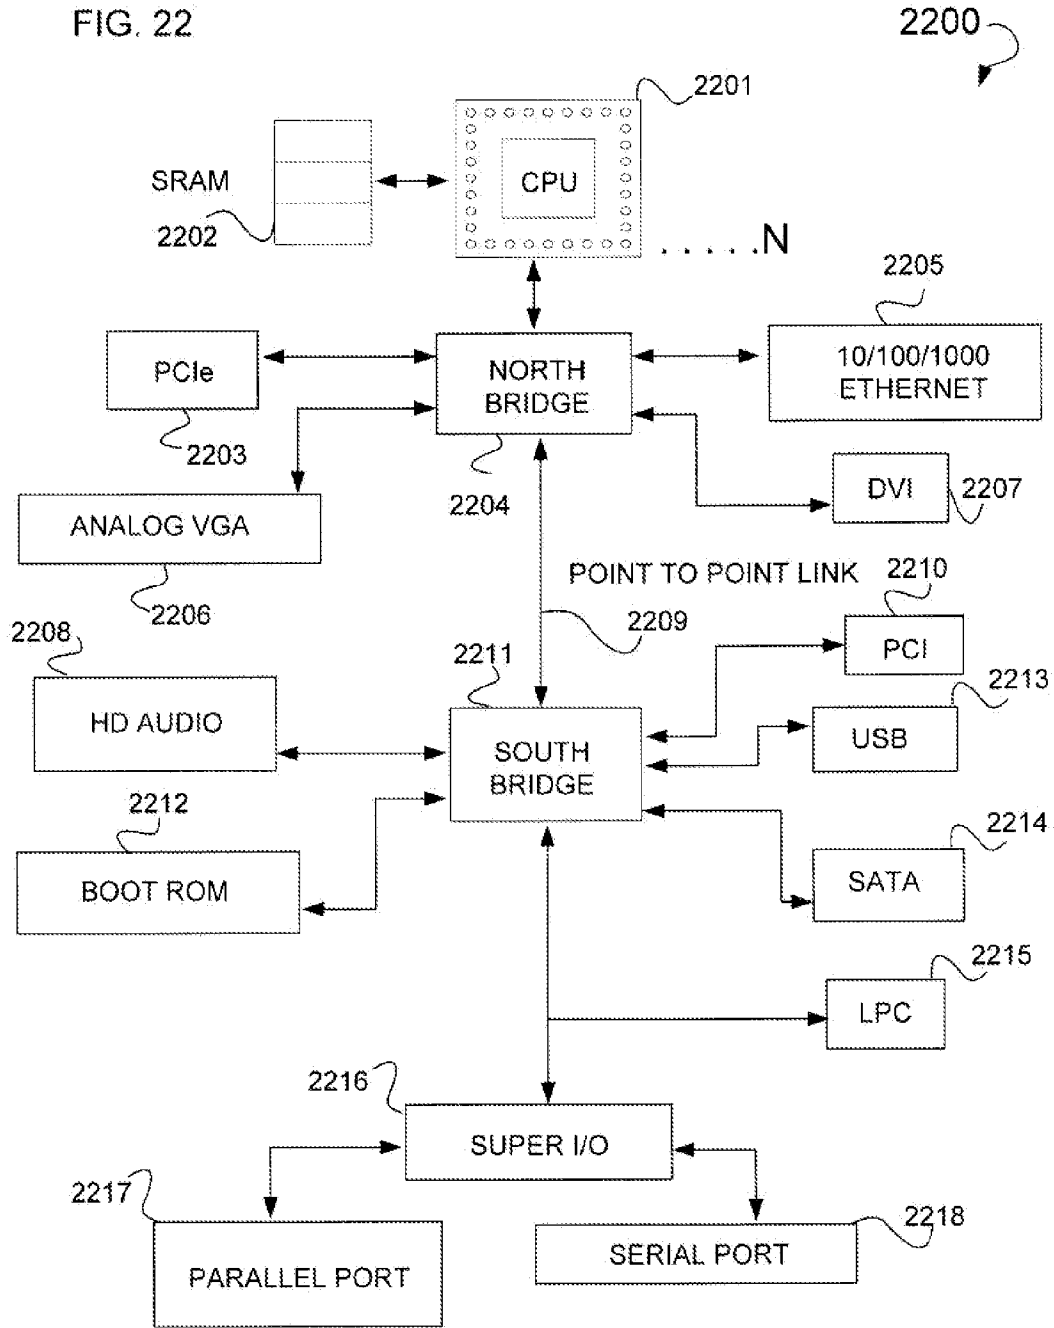 FIG. 22
2200
2201
SRAM
CPU
2202
. . . . . N
2205
PCIe
NORTH
BRIDGE
10/100/1000
ETHERNET
2203
2204
DVI
2207
ANALOG VGA
2206
POINT TO POINT LINK
2210
2208
2209
2211
PCI
2213
HD AUDIO
SOUTH
BRIDGE
USB
2212
2214
BOOT ROM
SATA
2215
LPC
2216
SUPER I/O
2217
2218
PARALLEL PORT
SERIAL PORT